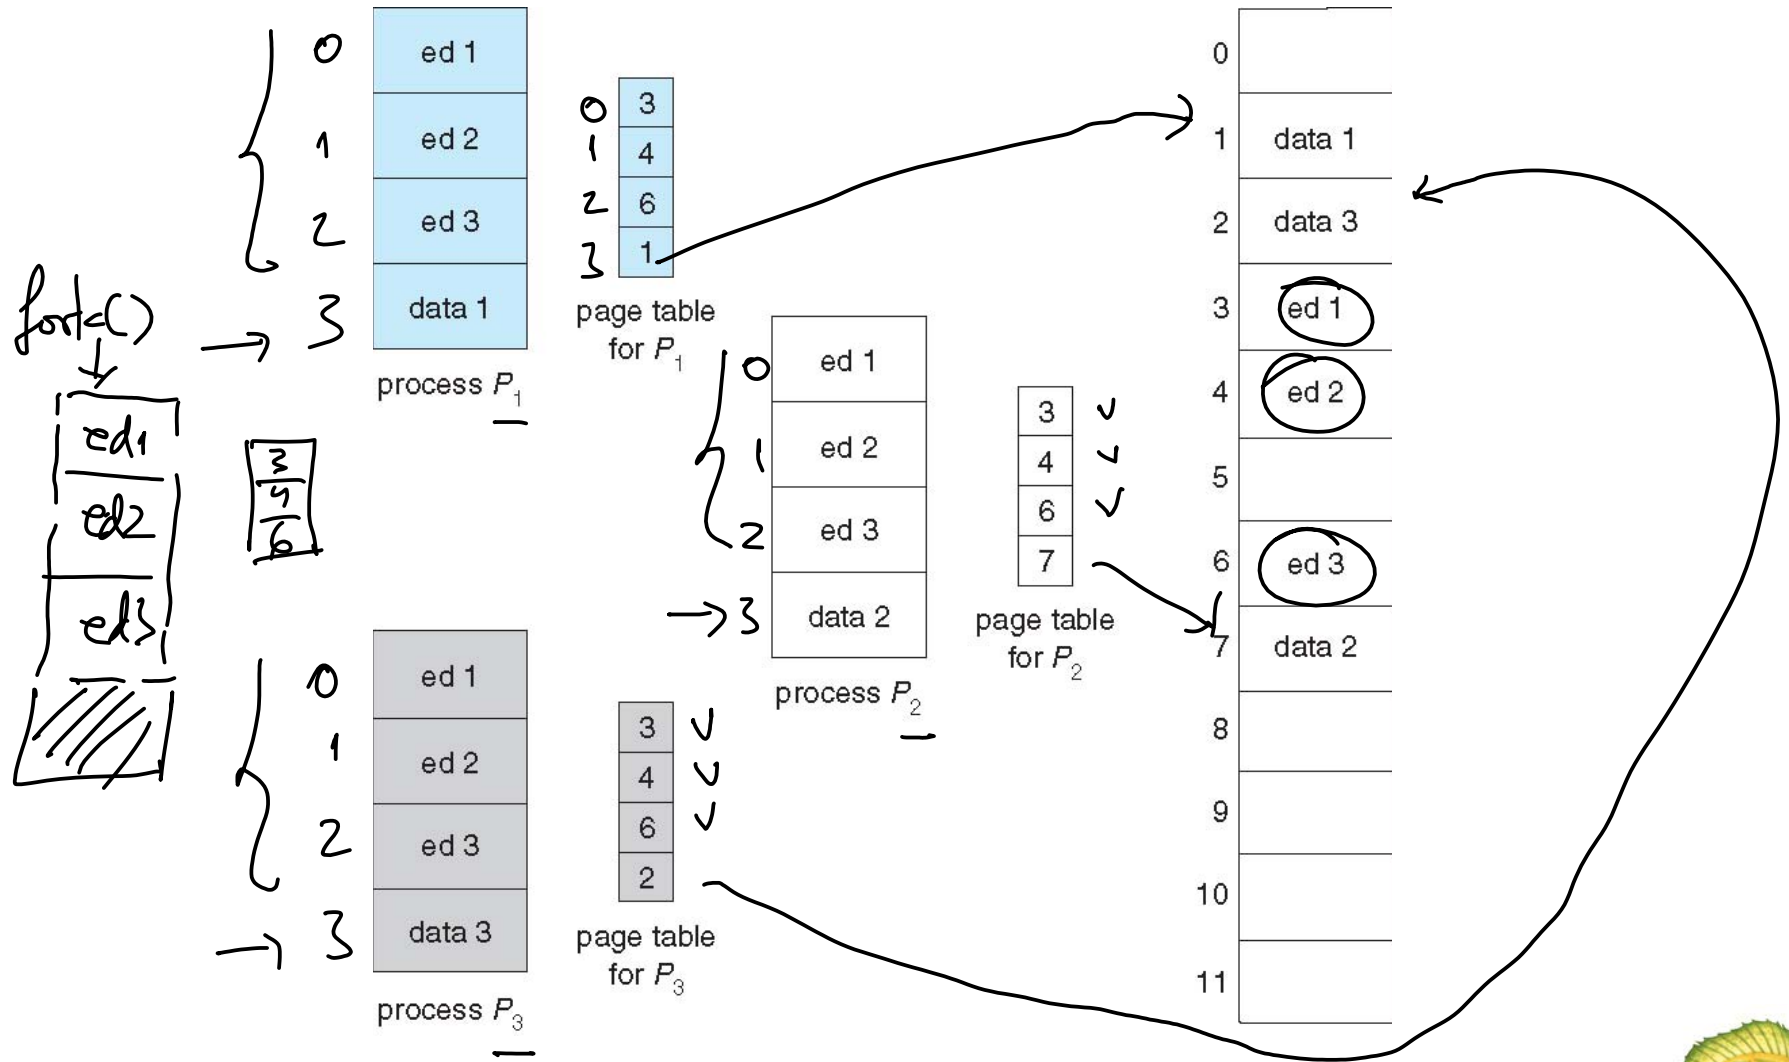 0
ed 1
1
ed 2
2
ed 3
3
data 1
process P1
0 3
1 4
2 6
3 1
page table
for P1
fork()
ed1
ed2
ed3
3
4
6
0
ed 1
1
ed 2
2
ed 3
3
data 2
process P2
3
4
6
7
page table
for P2
0
ed 1
1
ed 2
2
ed 3
3
data 3
process P3
3
4
6
2
page table
for P3
0
1 data 1
2 data 3
3 ed 1
4 ed 2
5
6 ed 3
7 data 2
8
9
10
11